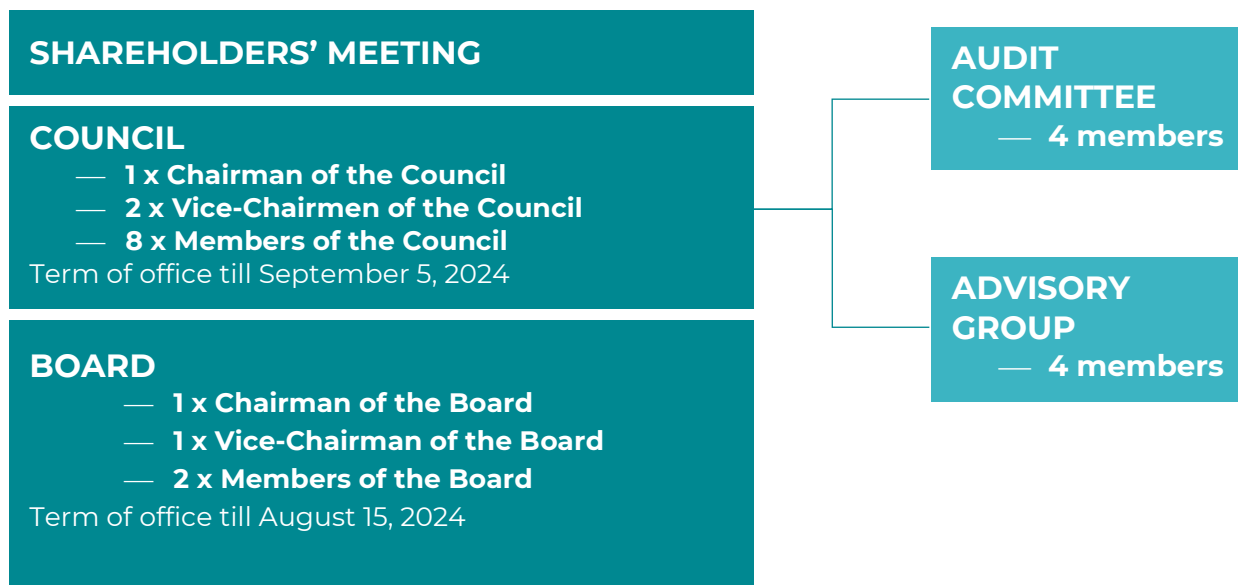 SHAREHOLDERS’ MEETING
COUNCIL
— 1 x Chairman of the Council
— 2 x Vice-Chairmen of the Council
— 8 x Members of the Council
Term of office till September 5, 2024
BOARD
— 1 x Chairman of the Board
— 1 x Vice-Chairman of the Board
— 2 x Members of the Board
Term of office till August 15, 2024
AUDIT
COMMITTEE
— 4 members
ADVISORY
GROUP
— 4 members